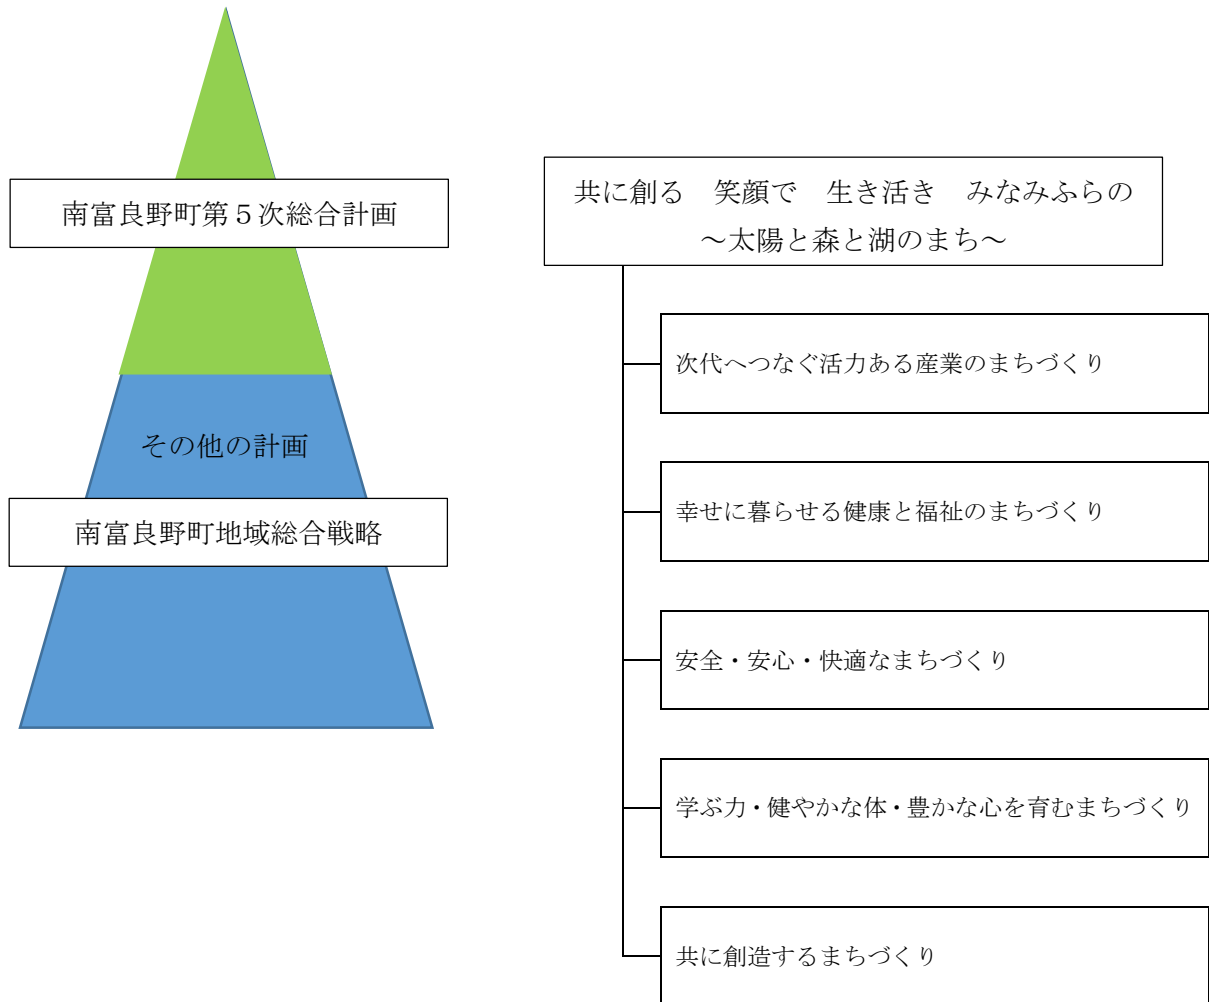 南富良野町第５次総合計画
その他の計画
南富良野町地域総合戦略
共に創る　笑顔で　生き活き　みなみふらの
～太陽と森と湖のまち～
次代へつなぐ活力ある産業のまちづくり
幸せに暮らせる健康と福祉のまちづくり
安全・安心・快適なまちづくり
学ぶ力・健やかな体・豊かな心を育むまちづくり
共に創造するまちづくり